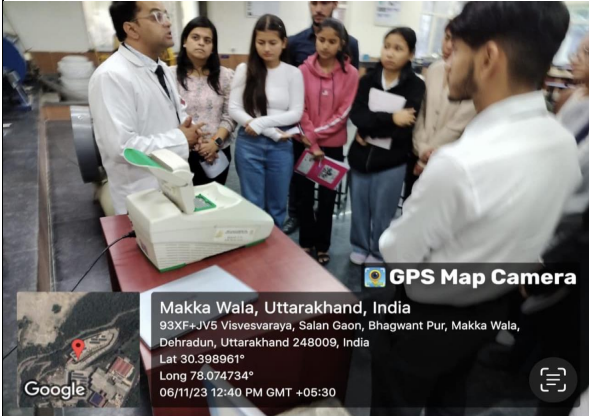 GPS Map Camera
Makka Wala, Uttarakhand, India
93XF+JV5 Visvesvaraya, Salan Gaon, Bhagwant Pur, Makka Wala,
Dehradun, Uttarakhand 248009, India
Lat 30.398961°
Long 78.074734°
06/11/23 12:40 PM GMT +05:30
Google